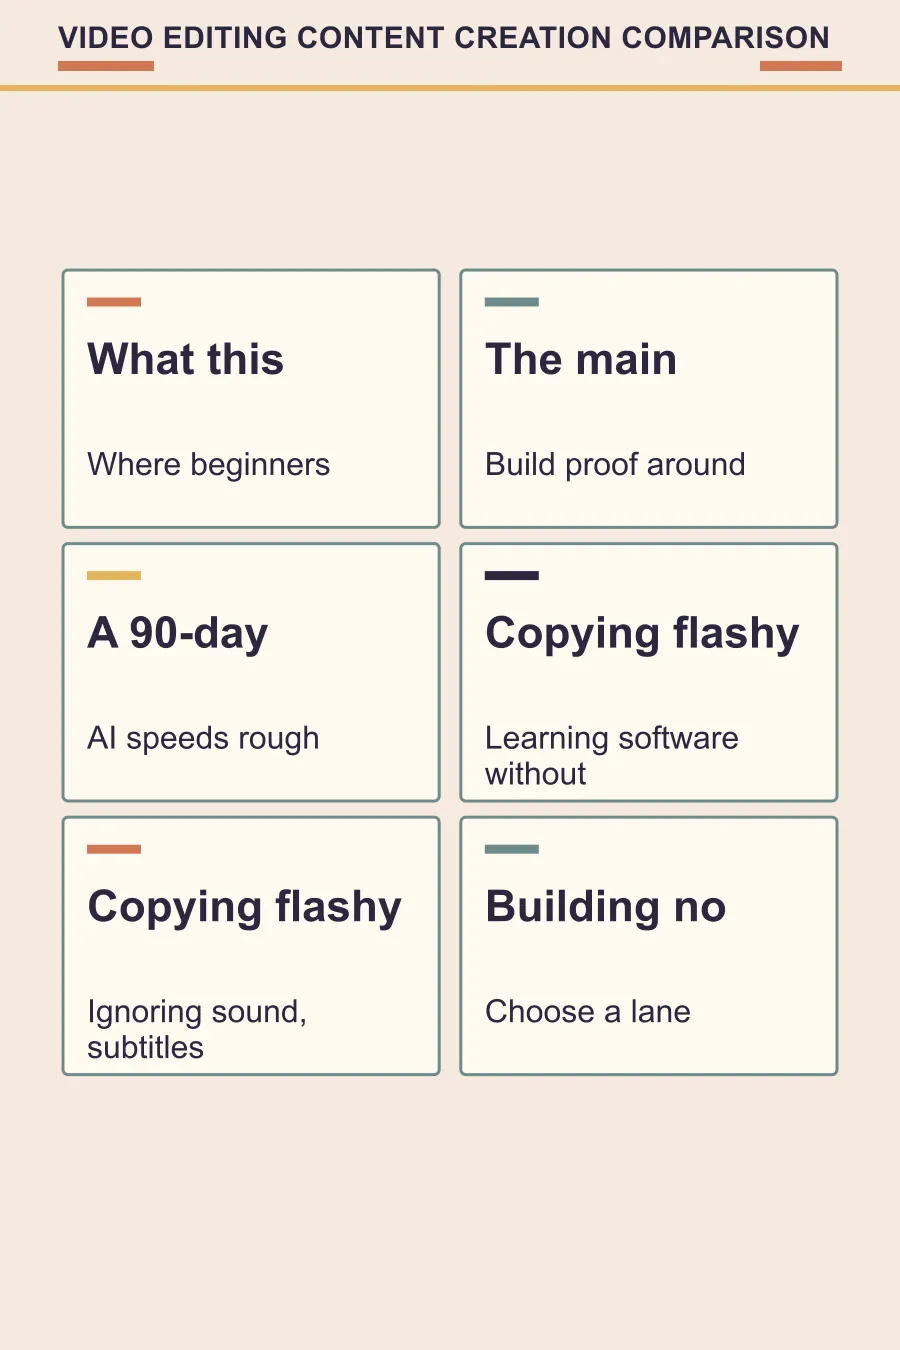 VIDEO EDITING CONTENT CREATION COMPARISON
What this
Where beginners
The main
Build proof around
A 90-day
AI speeds rough
Copying flashy
Learning software
without
Copying flashy
Ignoring sound,
subtitles
Building no
Choose a lane